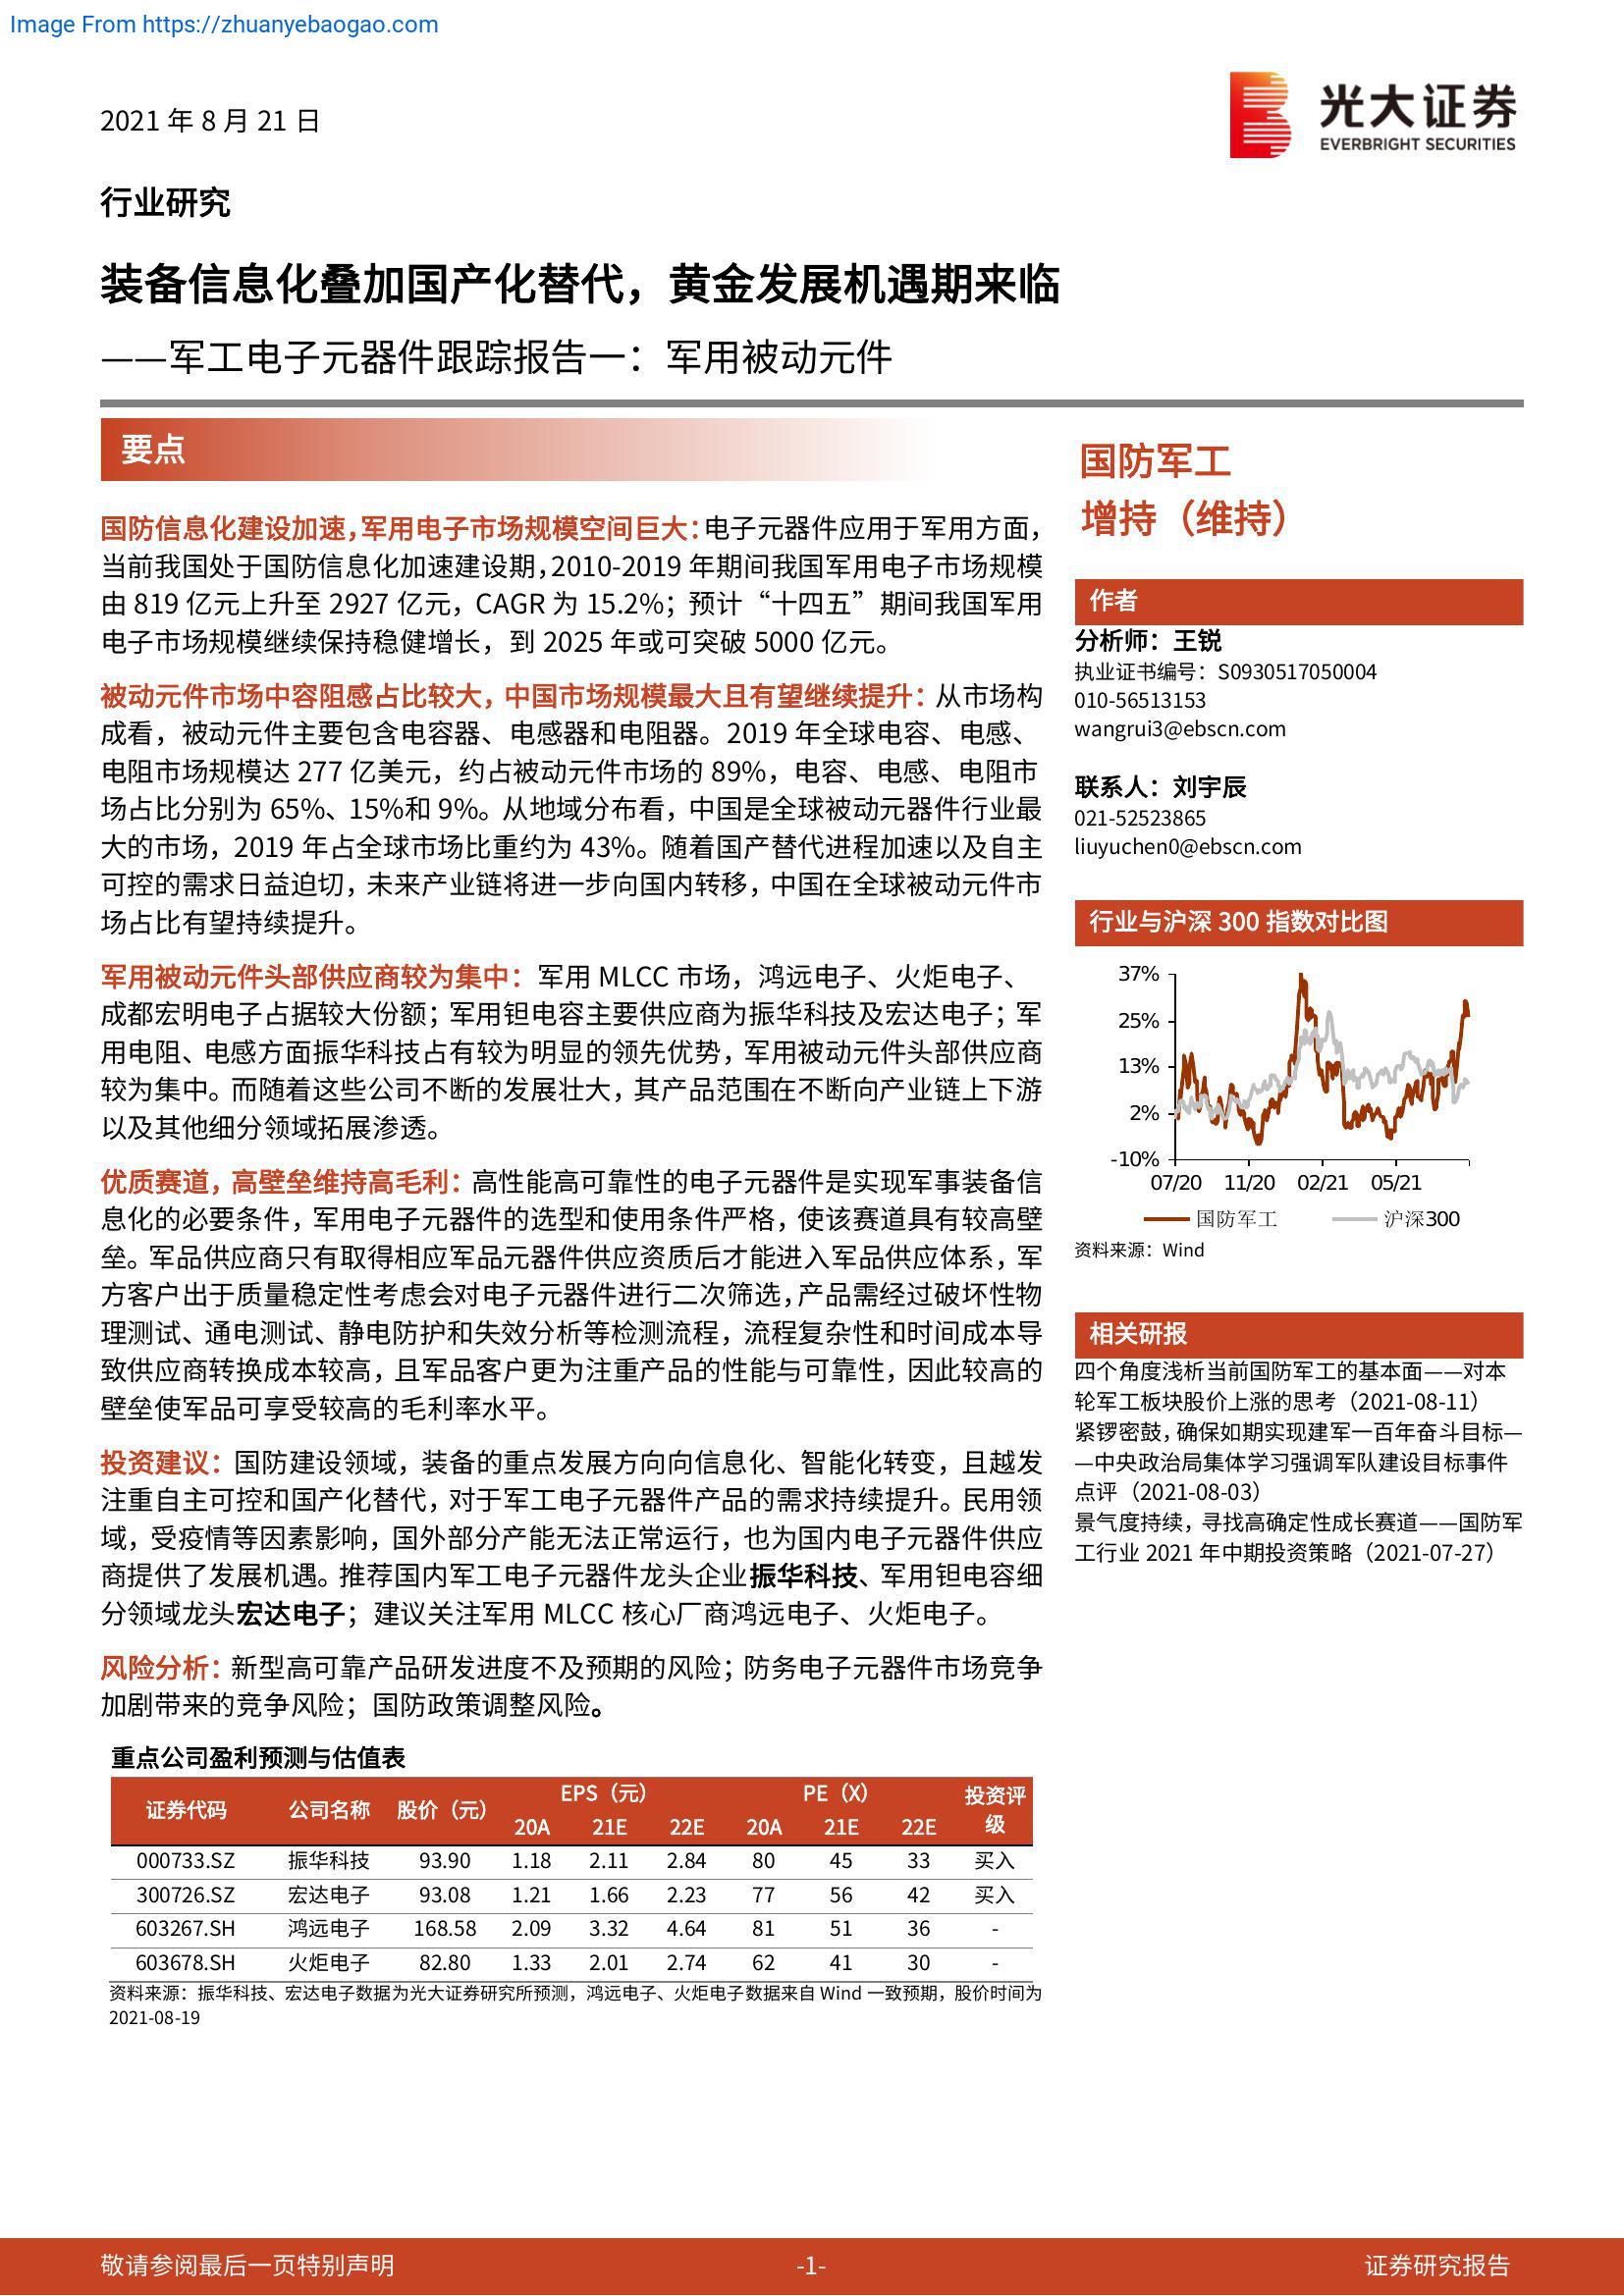 Image From https://zhuanyebaogao.com
2021 年 8 月 21 日
光大证券
EVERBRIGHT SECURITIES
行业研究
装备信息化叠加国产化替代，黄金发展机遇期来临
——军工电子元器件跟踪报告一：军用被动元件
要点
国防信息化建设加速，军用电子市场规模空间巨大：电子元器件应用于军用方面，
当前我国处于国防信息化加速建设期，2010-2019 年期间我国军用电子市场规模
由 819 亿元上升至 2927 亿元，CAGR 为 15.2%；预计“十四五”期间我国军用
电子市场规模继续保持稳健增长，到 2025 年或可突破 5000 亿元。
被动元件市场中容阻感占比较大，中国市场规模最大且有望继续提升：从市场构
成看，被动元件主要包含电容器、电感器和电阻器。2019 年全球电容、电感、
电阻市场规模达 277 亿美元，约占被动元件市场的 89%，电容、电感、电阻市
场占比分别为 65%、15%和 9%。从地域分布看，中国是全球被动元器件行业最
大的市场，2019 年占全球市场比重约为 43%。随着国产替代进程加速以及自主
可控的需求日益迫切，未来产业链将进一步向国内转移，中国在全球被动元件市
场占比有望持续提升。
军用被动元件头部供应商较为集中：军用 MLCC 市场，鸿远电子、火炬电子、
成都宏明电子占据较大份额；军用钽电容主要供应商为振华科技及宏达电子；军
用电阻、电感方面振华科技占有较为明显的领先优势，军用被动元件头部供应商
较为集中。而随着这些公司不断的发展壮大，其产品范围在不断向产业链上下游
以及其他细分领域拓展渗透。
优质赛道，高壁垒维持高毛利：高性能高可靠性的电子元器件是实现军事装备信
息化的必要条件，军用电子元器件的选型和使用条件严格，使该赛道具有较高壁
垒。军品供应商只有取得相应军品元器件供应资质后才能进入军品供应体系，军
方客户出于质量稳定性考虑会对电子元器件进行二次筛选，产品需经过破坏性物
理测试、通电测试、静电防护和失效分析等检测流程，流程复杂性和时间成本导
致供应商转换成本较高，且军品客户更为注重产品的性能与可靠性，因此较高的
壁垒使军品可享受较高的毛利率水平。
投资建议：国防建设领域，装备的重点发展方向向信息化、智能化转变，且越发
注重自主可控和国产化替代，对于军工电子元器件产品的需求持续提升。民用领
域，受疫情等因素影响，国外部分产能无法正常运行，也为国内电子元器件供应
商提供了发展机遇。推荐国内军工电子元器件龙头企业振华科技、军用钽电容细
分领域龙头宏达电子；建议关注军用 MLCC 核心厂商鸿远电子、火炬电子。
风险分析：新型高可靠产品研发进度不及预期的风险；防务电子元器件市场竞争
加剧带来的竞争风险；国防政策调整风险。
重点公司盈利预测与估值表
证券代码 公司名称 股价（元） EPS（元） PE（X） 投资评级
20A 21E 22E 20A 21E 22E
000733.SZ 振华科技 93.90 1.18 2.11 2.84 80 45 33 买入
300726.SZ 宏达电子 93.08 1.21 1.66 2.23 77 56 42 买入
603267.SH 鸿远电子 168.58 2.09 3.32 4.64 81 51 36 -
603678.SH 火炬电子 82.80 1.33 2.01 2.74 62 41 30 -
资料来源：振华科技、宏达电子数据为光大证券研究所预测，鸿远电子、火炬电子数据来自 Wind 一致预期，股价时间为
2021-08-19
国防军工
增持（维持）
作者
分析师：王锐
执业证书编号：S0930517050004
010-56513153
wangrui3@ebscn.com
联系人：刘宇辰
021-52523865
liuyuchen0@ebscn.com
行业与沪深 300 指数对比图
37%
25%
13%
2%
-10%
07/20 11/20 02/21 05/21
国防军工 沪深300
资料来源：Wind
相关研报
四个角度浅析当前国防军工的基本面——对本
轮军工板块股价上涨的思考（2021-08-11）
紧锣密鼓，确保如期实现建军一百年奋斗目标—
—中央政治局集体学习强调军队建设目标事件
点评（2021-08-03）
景气度持续，寻找高确定性成长赛道——国防军
工行业 2021 年中期投资策略（2021-07-27）
敬请参阅最后一页特别声明
-1-
证券研究报告